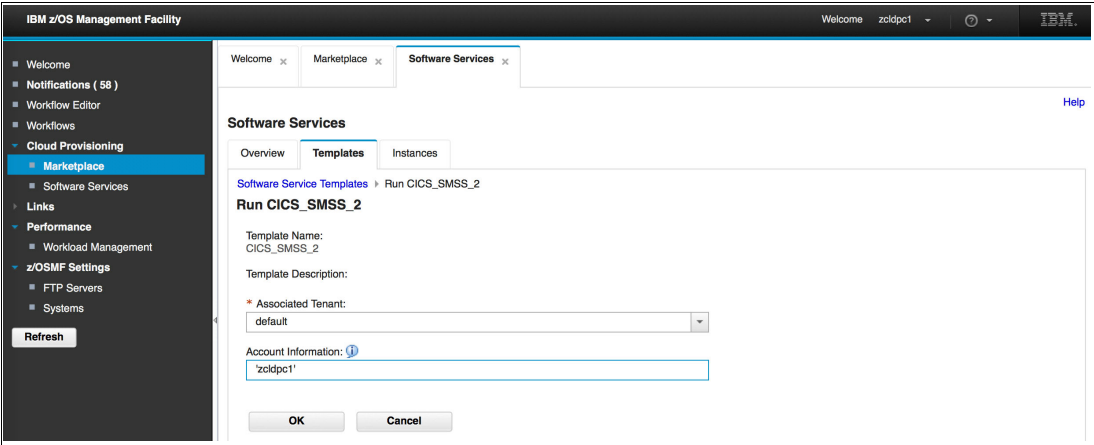 IBM z/OS Management Facility
Welcome zcldpc1
IBM.
Welcome
Notifications ( 58 )
Workflow Editor
Workflows
Cloud Provisioning
Marketplace
Software Services
Links
Performance
Workload Management
z/OSMF Settings
FTP Servers
Systems
Refresh
Welcome Marketplace Software Services
Help
Software Services
Overview Templates Instances
Software Service Templates Run CICS_SMSS_2
Run CICS_SMSS_2
Template Name:
CICS_SMSS_2
Template Description:
* Associated Tenant:
default
Account Information:
'zcldpc1'
OK Cancel